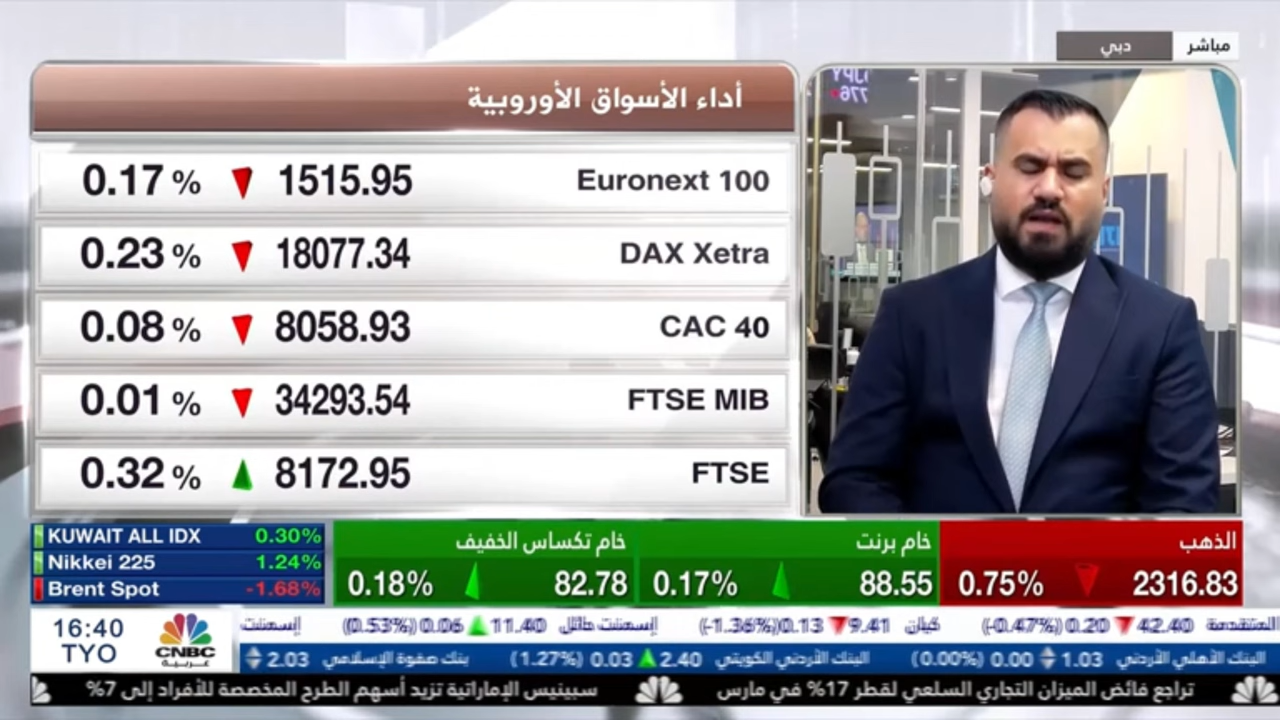 مباشر دبي
أداء الأسواق الأوروبية
Euronext 100 1515.95 0.17 %
DAX Xetra 18077.34 0.23 %
CAC 40 8058.93 0.08 %
FTSE MIB 34293.54 0.01 %
FTSE 8172.95 0.32 %
KUWAIT ALL IDX 0.30%
Nikkei 225 1.24%
Brent Spot -1.68%
الذهب
2316.83 0.75%
خام برنت
88.55 0.17%
خام تكساس الخفيف
82.78 0.18%
16:40
TYO
CNBC
عربية
المتقدمة 42.40 0.20 (-0.47%) كيان 9.41 0.13 (-1.36%) إسمنت حائل 11.40 0.06 (0.53%) إسمنت
البنك الأهلي الأردني 1.03 0.00 (0.00%) البنك الأردني الكويتي 2.40 0.03 (1.27%) بنك صفوة الإسلامي 2.03
تراجع فائض الميزان التجاري السلعي لقطر 17% في مارس
سبينيس الإماراتية تزيد أسهم الطرح المخصصة للأفراد إلى 7%